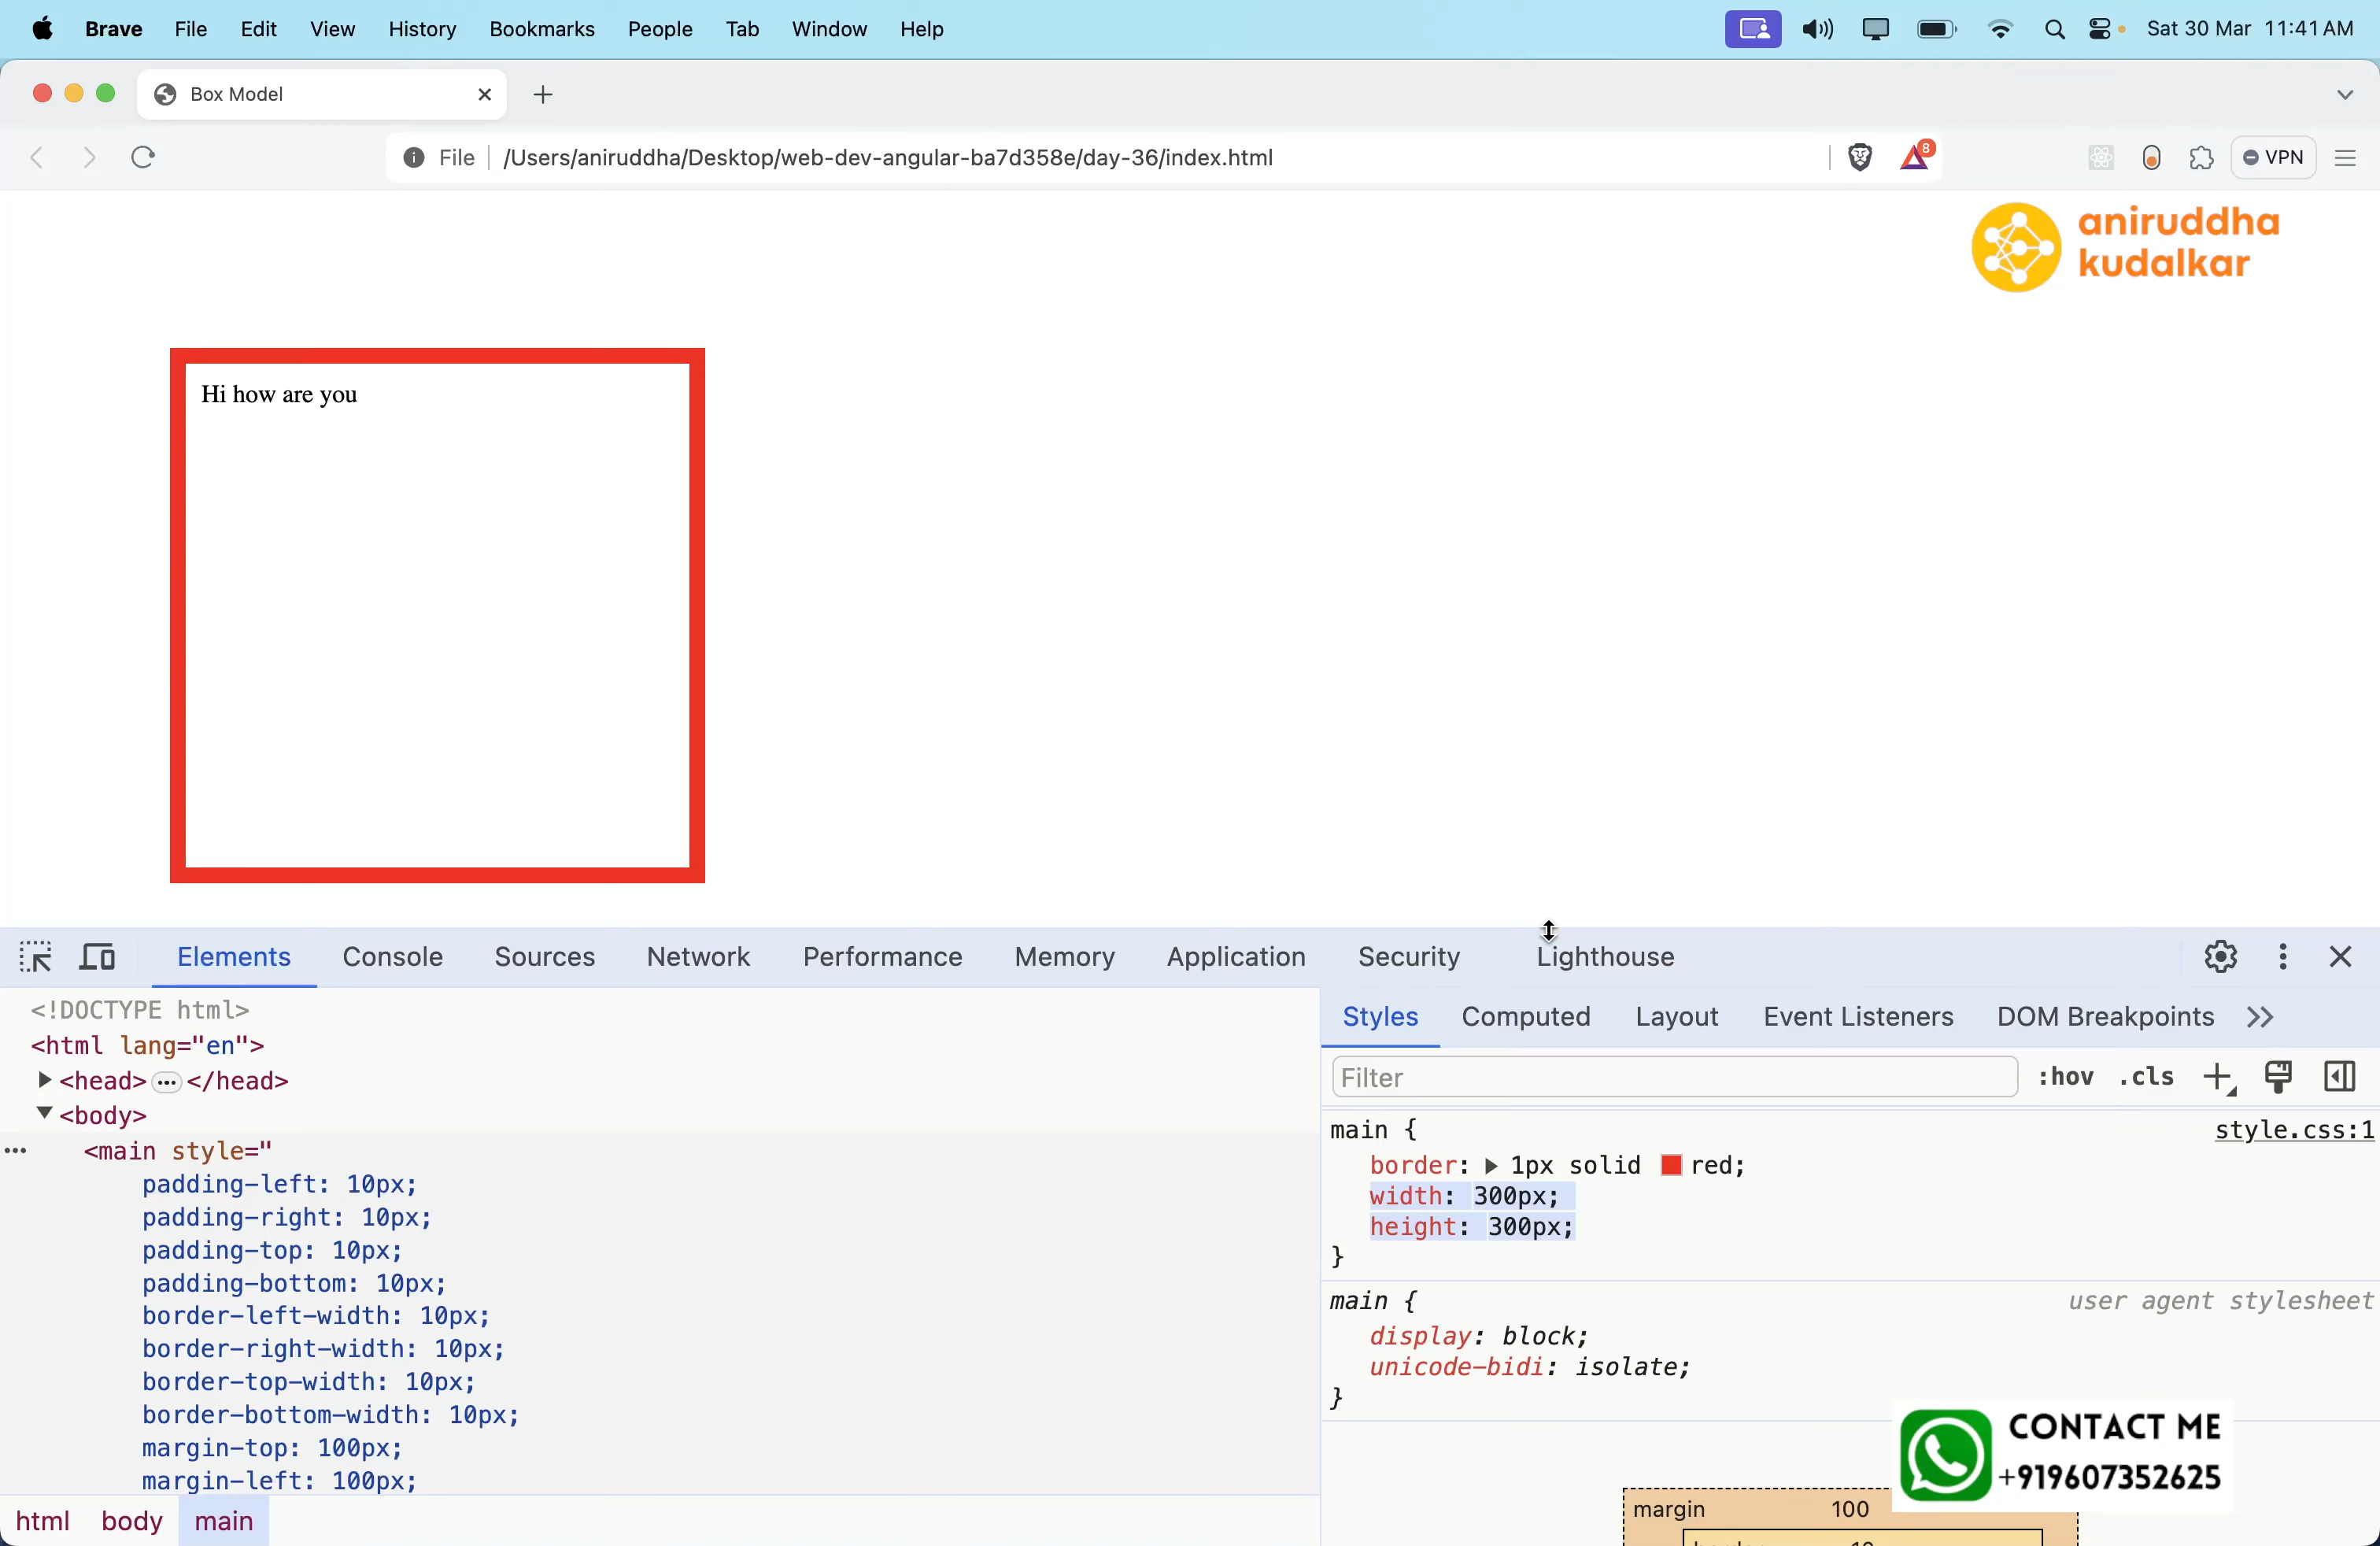 Brave File Edit View History Bookmarks People Tab Window Help Sat 30 Mar 11:41 AM
Box Model
File /Users/aniruddha/Desktop/web-dev-angular-ba7d358e/day-36/index.html 8 VPN
aniruddha
kudalkar
Hi how are you
Elements Console Sources Network Performance Memory Application Security Lighthouse
<!DOCTYPE html>
<html lang="en">
<head> … </head>
<body>
<main style="
padding-left: 10px;
padding-right: 10px;
padding-top: 10px;
padding-bottom: 10px;
border-left-width: 10px;
border-right-width: 10px;
border-top-width: 10px;
border-bottom-width: 10px;
margin-top: 100px;
margin-left: 100px;
html body main
Styles Computed Layout Event Listeners DOM Breakpoints
Filter :hov .cls
main { style.css:1
border: 1px solid red;
width: 300px;
height: 300px;
}
main { user agent stylesheet
display: block;
unicode-bidi: isolate;
}
CONTACT ME
+919607352625
margin 100